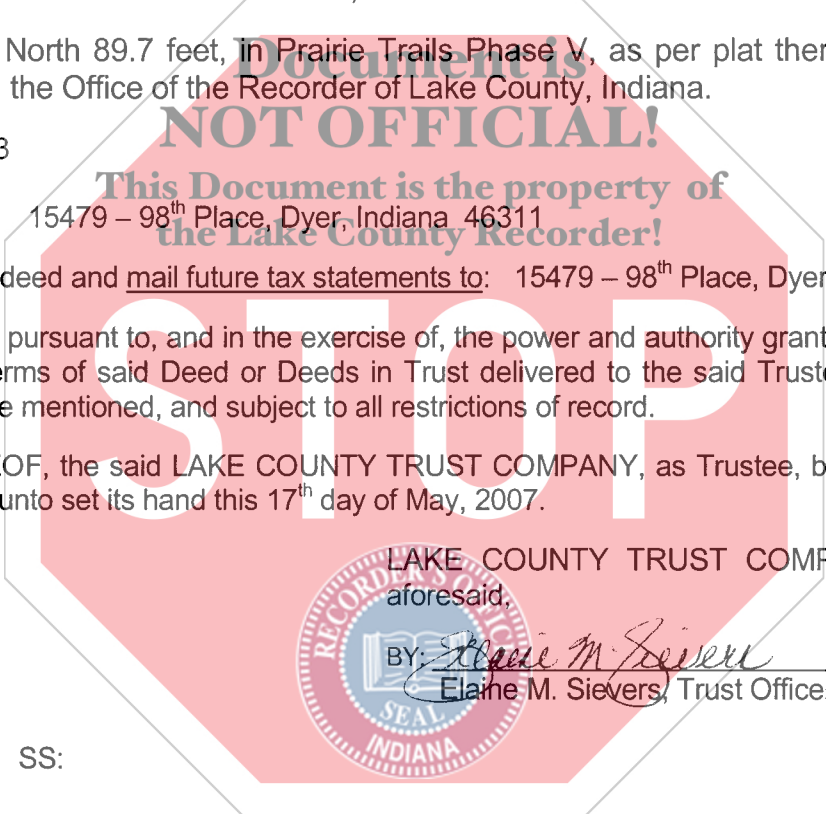 North 89.7 feet, in Prairie Trails Phase V, as per plat ther
Document is
the Office of the Recorder of Lake County, Indiana.
NOT OFFICIAL!
3
This Document is the property of
15479 – 98th Place, Dyer, Indiana 46311
the Lake County Recorder!
deed and mail future tax statements to: 15479 – 98th Place, Dyer
STOP
pursuant to, and in the exercise of, the power and authority grant
erms of said Deed or Deeds in Trust delivered to the said Truste
e mentioned, and subject to all restrictions of record.
EOF, the said LAKE COUNTY TRUST COMPANY, as Trustee, b
unto set its hand this 17th day of May, 2007.
LAKE COUNTY TRUST COMP
aforesaid,
RECORDER'S OFFIC
BY: Elaine M. Sievers
Elaine M. Sievers, Trust Office
SEAL
INDIANA
SS: